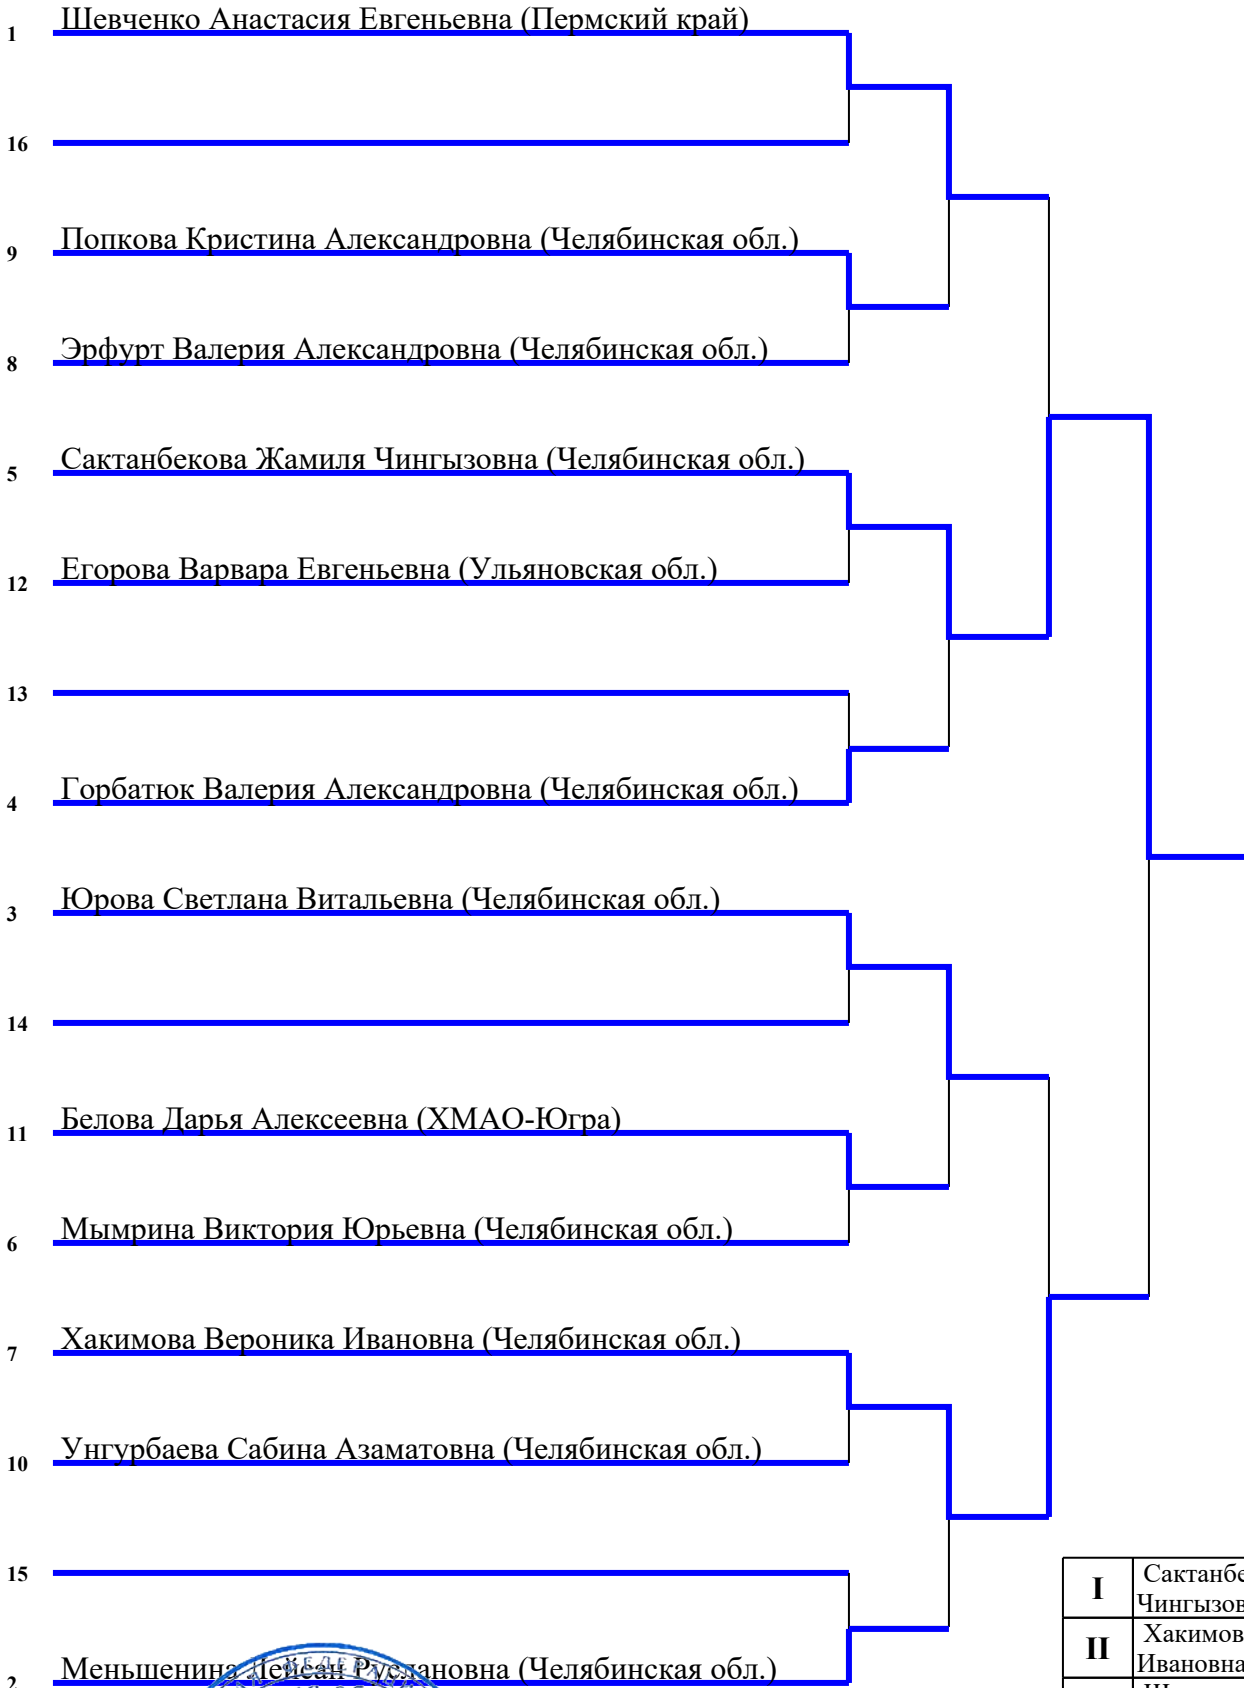 1 Шевченко Анастасия Евгеньевна (Пермский край)
16
9 Попкова Кристина Александровна (Челябинская обл.)
8 Эрфурт Валерия Александровна (Челябинская обл.)
5 Сактанбекова Жамиля Чингызовна (Челябинская обл.)
12 Егорова Варвара Евгеньевна (Ульяновская обл.)
13
4 Горбатюк Валерия Александровна (Челябинская обл.)
3 Юрова Светлана Витальевна (Челябинская обл.)
14
11 Белова Дарья Алексеевна (ХМАО-Югра)
6 Мымрина Виктория Юрьевна (Челябинская обл.)
7 Хакимова Вероника Ивановна (Челябинская обл.)
10 Унгурбаева Сабина Азаматовна (Челябинская обл.)
15
2 Меньшенина Лейсан Руслановна (Челябинская обл.)
I Сактанбе
Чингызов
II Хакимов
Ивановна